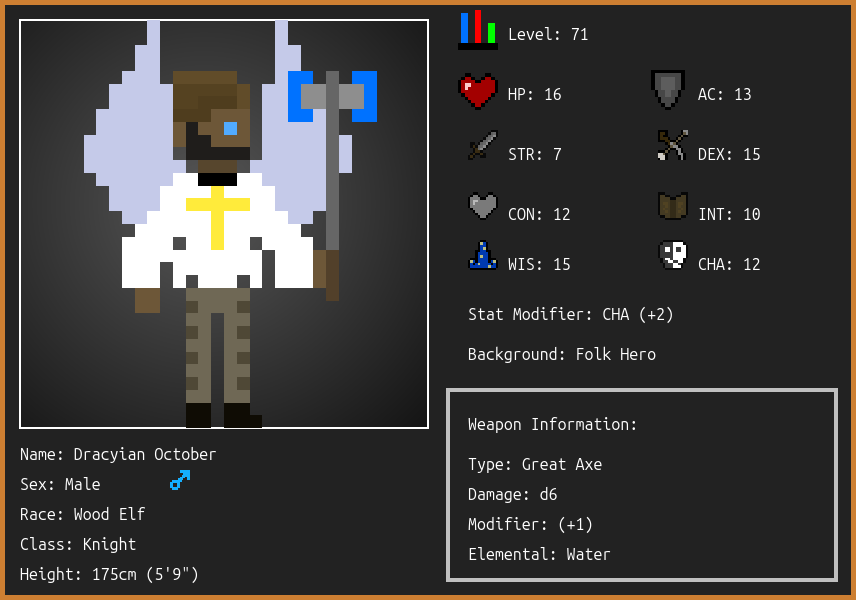 Level: 71
HP: 16
AC: 13
STR: 7
DEX: 15
CON: 12
INT: 10
WIS: 15
CHA: 12
Stat Modifier: CHA (+2)
Background: Folk Hero
Weapon Information:
Type: Great Axe
Damage: d6
Modifier: (+1)
Elemental: Water
Name: Dracyian October
Sex: Male
Race: Wood Elf
Class: Knight
Height: 175cm (5'9")